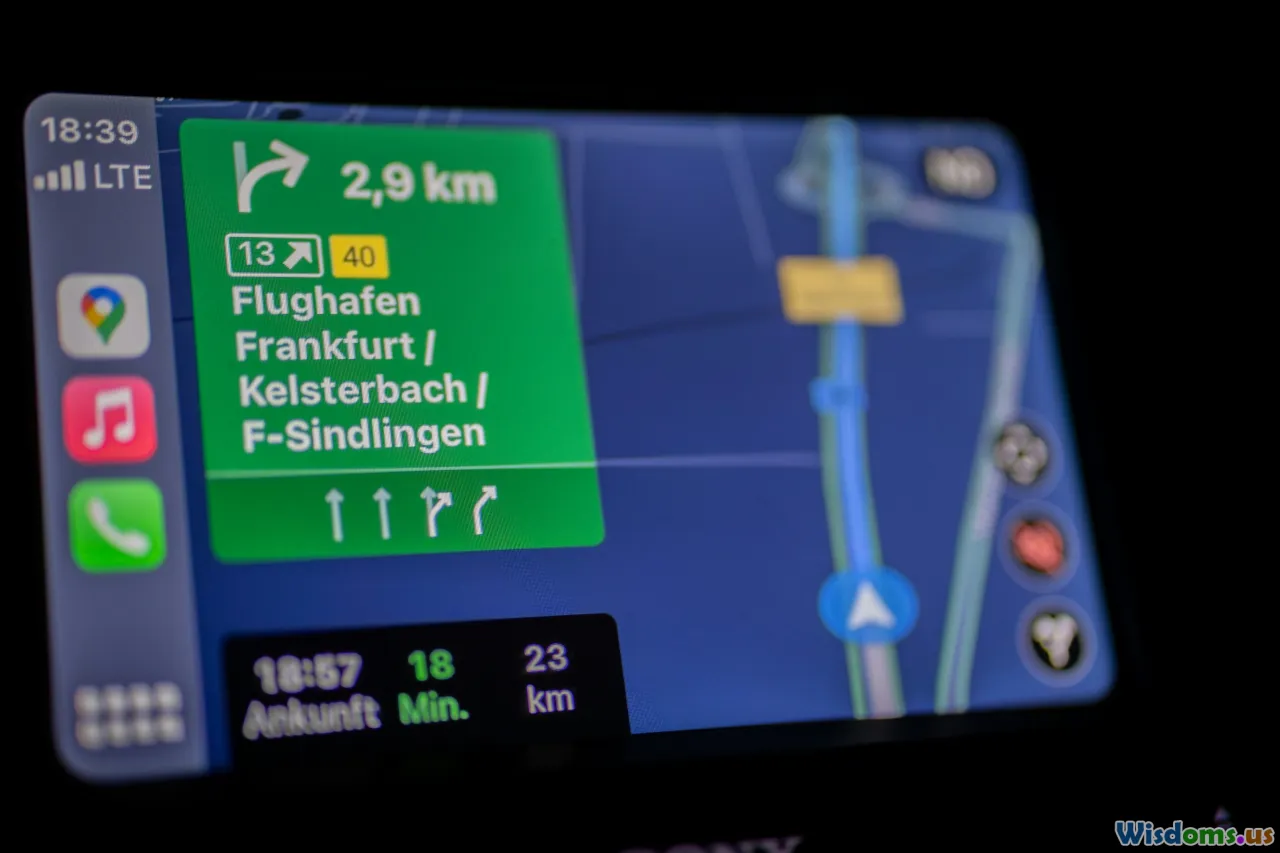 18:39
LTE
2,9 km
13 40
Flughafen
Frankfurt /
Kelsterbach /
F-Sindlingen
18:57 18 23
Ankunft Min. km
SONY
Wisdoms.us